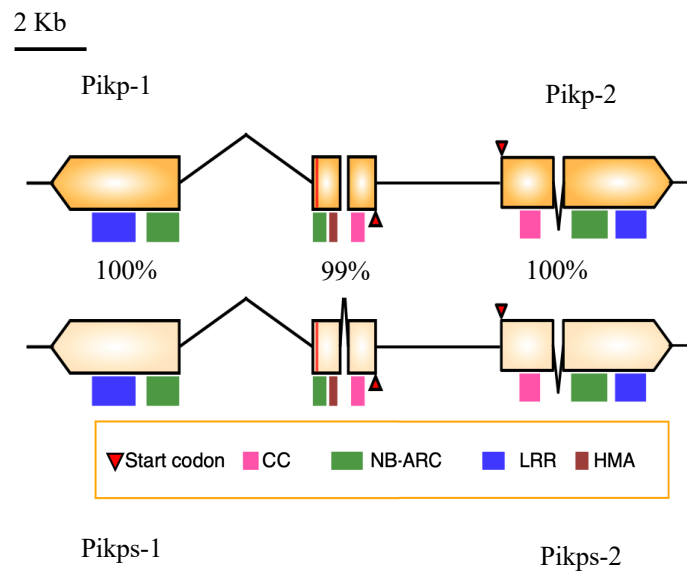 2 Kb
Pikp-1
Pikp-2
100% 99% 100%
Start codon CC NB-ARC LRR HMA
Pikps-1
Pikps-2